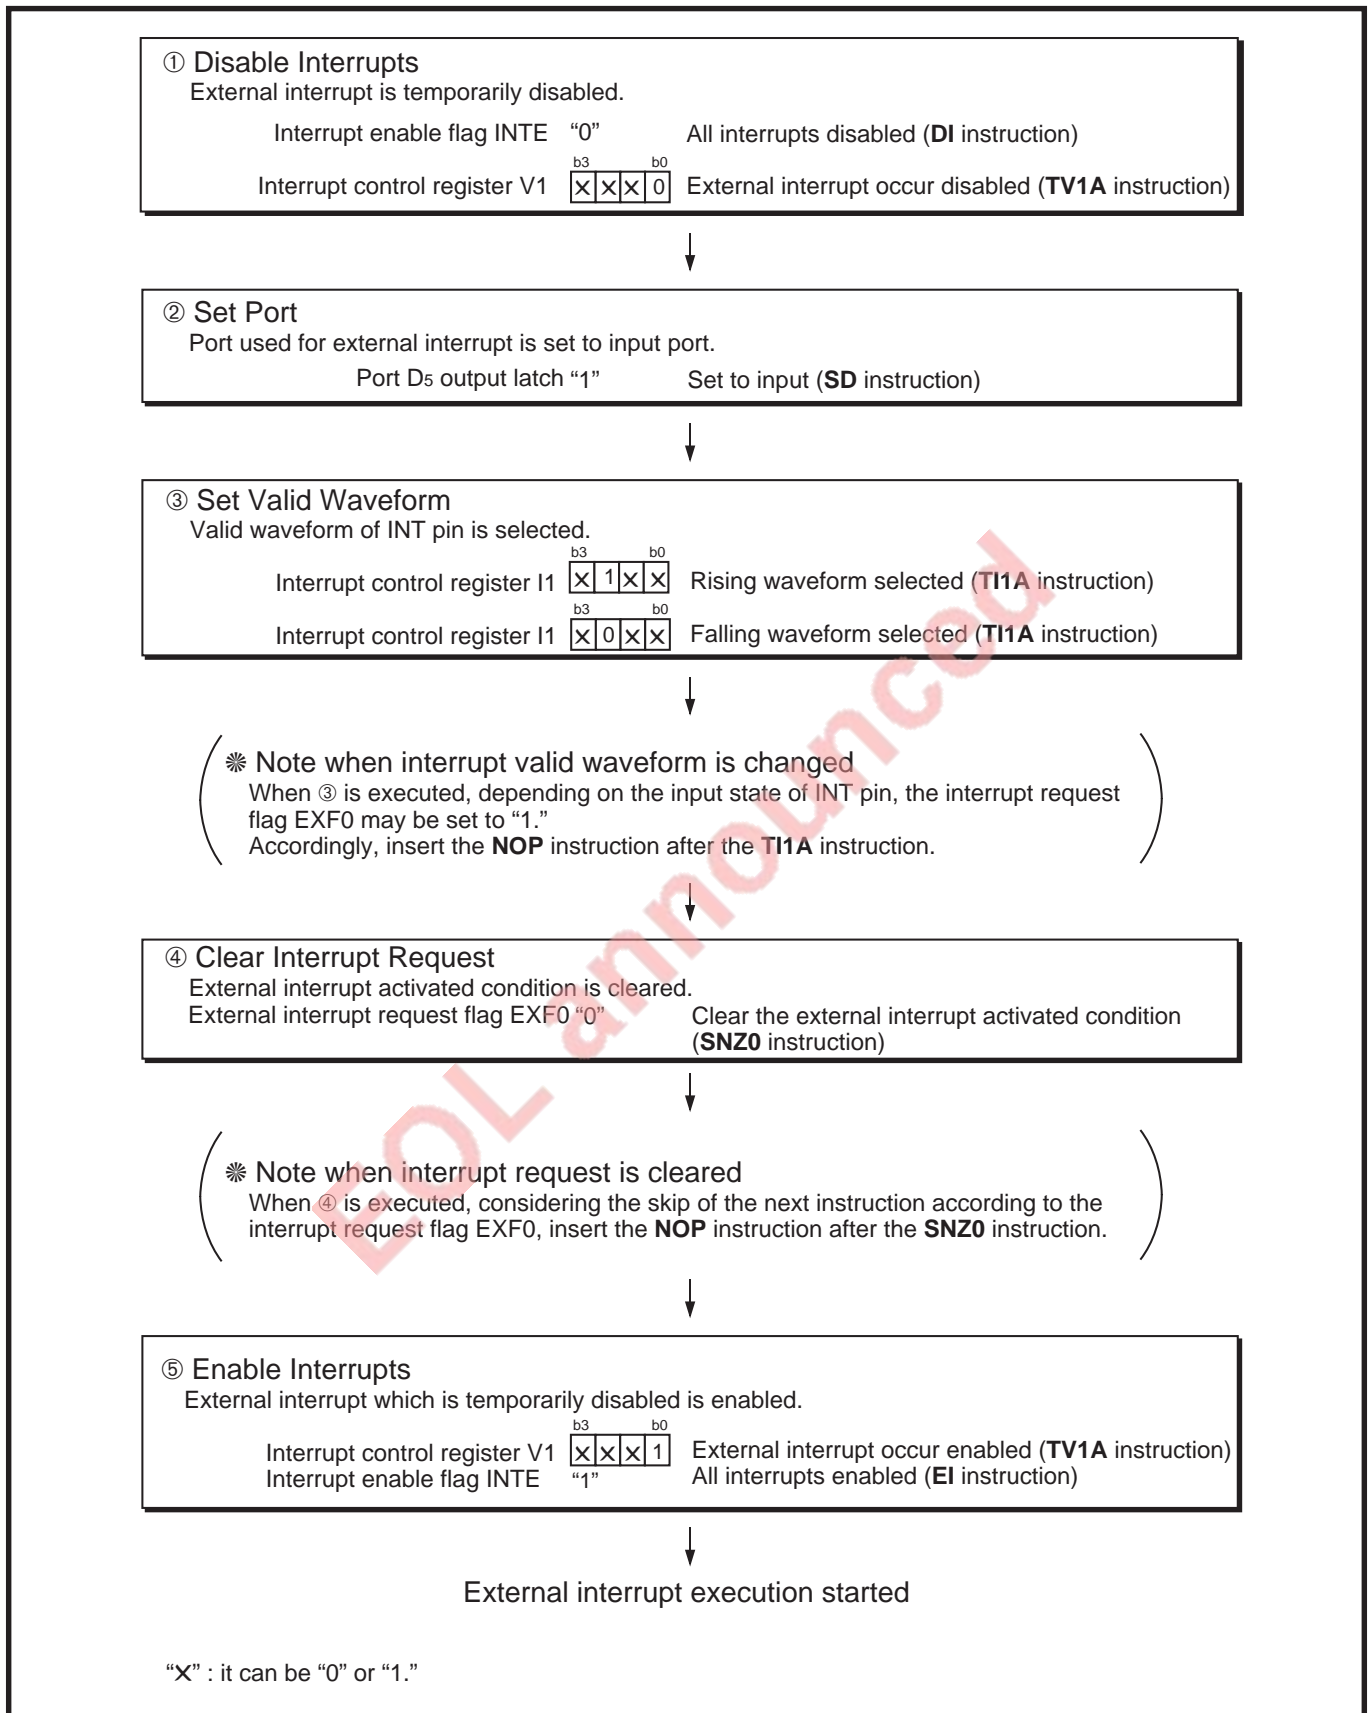 ① Disable Interrupts
External interrupt is temporarily disabled.
Interrupt enable flag INTE “0” All interrupts disabled (DI instruction)
b3 b0
Interrupt control register V1 ✕ ✕ ✕ 0 External interrupt occur disabled (TV1A instruction)
② Set Port
Port used for external interrupt is set to input port.
Port D5 output latch “1” Set to input (SD instruction)
③ Set Valid Waveform
Valid waveform of INT pin is selected.
b3 b0
Interrupt control register I1 ✕ 1 ✕ ✕ Rising waveform selected (TI1A instruction)
b3 b0
Interrupt control register I1 ✕ 0 ✕ ✕ Falling waveform selected (TI1A instruction)
❋ Note when interrupt valid waveform is changed
When ③ is executed, depending on the input state of INT pin, the interrupt request
flag EXF0 may be set to “1.”
Accordingly, insert the NOP instruction after the TI1A instruction.
④ Clear Interrupt Request
External interrupt activated condition is cleared.
External interrupt request flag EXF0 “0” Clear the external interrupt activated condition
(SNZ0 instruction)
❋ Note when interrupt request is cleared
When ④ is executed, considering the skip of the next instruction according to the
interrupt request flag EXF0, insert the NOP instruction after the SNZ0 instruction.
⑤ Enable Interrupts
External interrupt which is temporarily disabled is enabled.
b3 b0
Interrupt control register V1 ✕ ✕ ✕ 1 External interrupt occur enabled (TV1A instruction)
Interrupt enable flag INTE “1” All interrupts enabled (EI instruction)
External interrupt execution started
“✕” : it can be “0” or “1.”
EOL announced